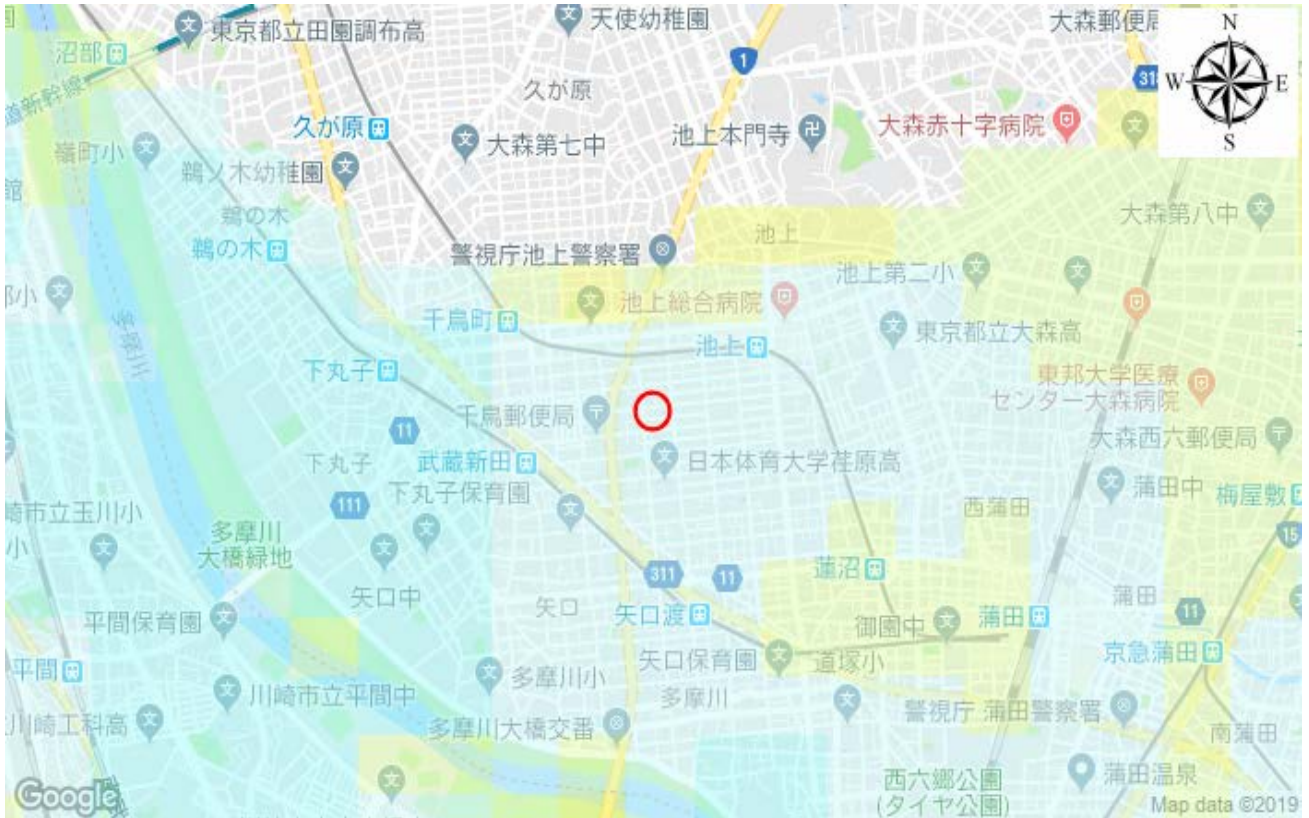 東京都立田園調布高
天使幼稚園
大森郵便局
N
沼部
1
W
E
S
久が原
道新幹線
久が原
大森第七中
池上本門寺
大森赤十字病院
嶺町小
鵜ノ木幼稚園
鵜の木
鵜の木
大森第八中
池上
警視庁池上警察署
池上第二小
池上総合病院
千鳥町
池上
東京都立大森高
多摩川
下丸子
東邦大学医療
センター大森病院
千鳥郵便局
11
大森西六郵便局
下丸子
武蔵新田
日本体育大学荏原高
下丸子保育園
111
西蒲田
蒲田中
梅屋敷
崎市立玉川小
多摩川
大橋緑地
15
311
11
蓮沼
矢口中
矢口
矢口渡
蒲田
11
平間保育園
御園中
蒲田
平間
矢口保育園
道塚小
京急蒲田
多摩川小
多摩川
川崎市立平間中
川崎工科高
多摩川大橋交番
警視庁 蒲田警察署
南蒲田
西六郷公園
(タイヤ公園)
蒲田温泉
Google
Map data ©2019